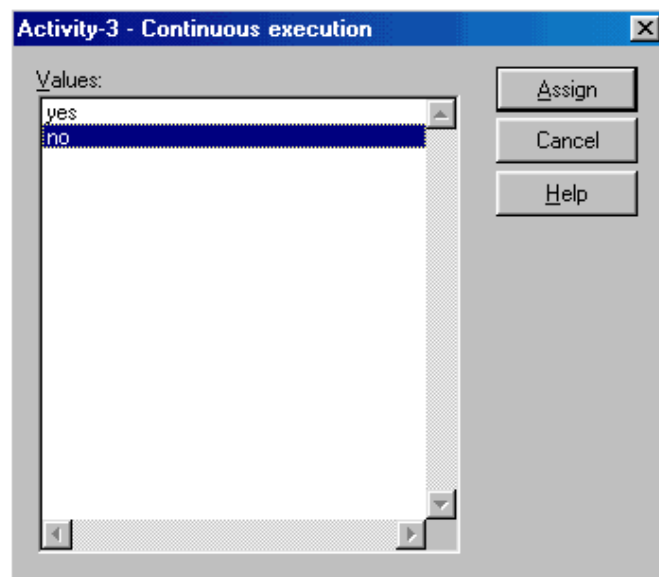 Activity-3 - Continuous execution
Values:
yes
no
Assign
Cancel
Help